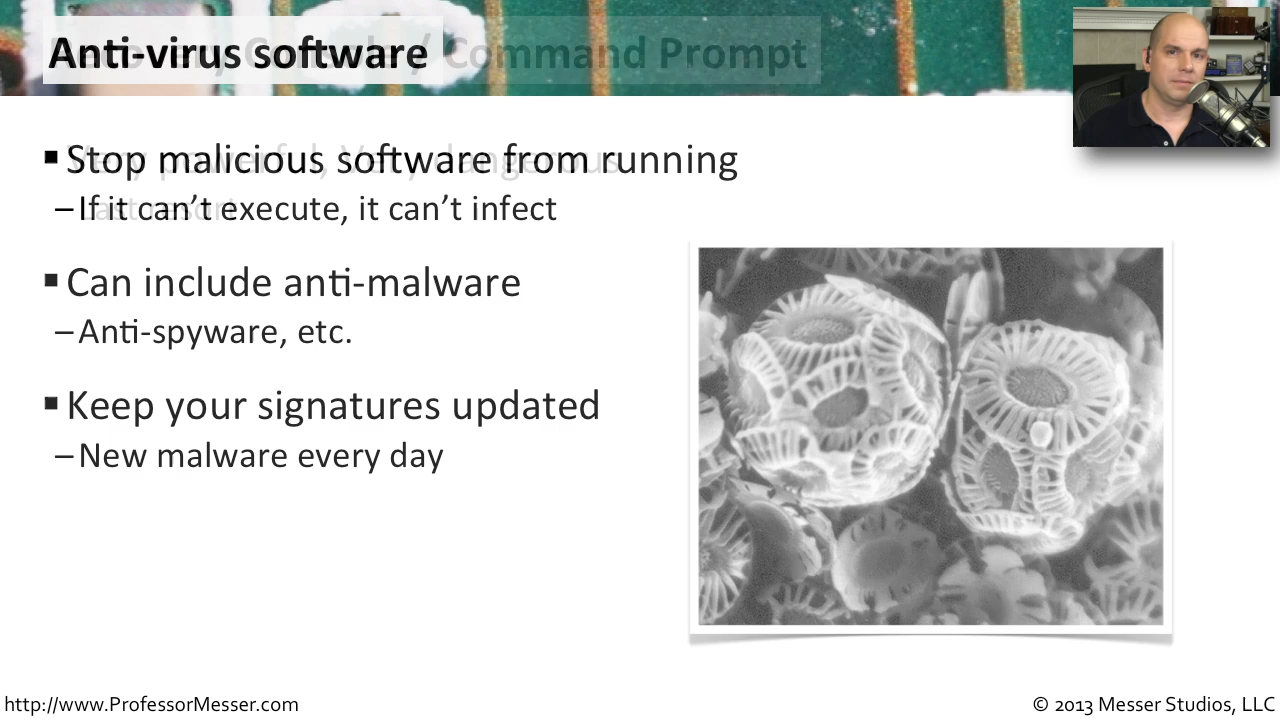 Anti-virus software
Command Prompt
▪ Stop malicious software from running
– If it can't execute, it can't infect
▪ Can include anti-malware
– Anti-spyware, etc.
▪ Keep your signatures updated
– New malware every day
http://www.ProfessorMesser.com
© 2013 Messer Studios, LLC